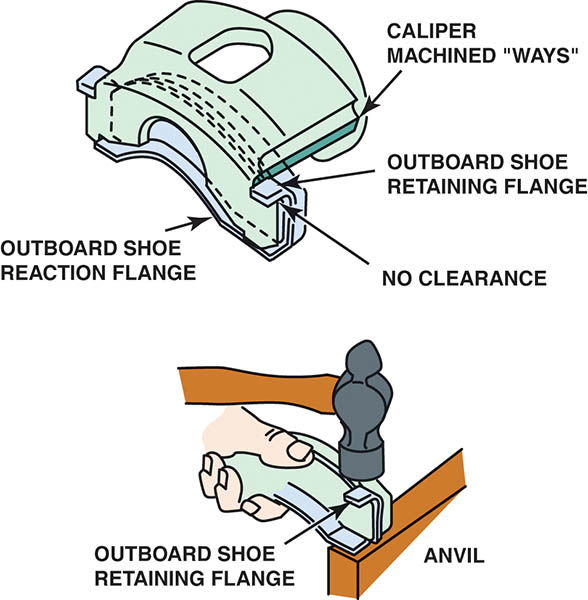 CALIPER
MACHINED "WAYS"
OUTBOARD SHOE
RETAINING FLANGE
OUTBOARD SHOE
REACTION FLANGE
NO CLEARANCE
OUTBOARD SHOE
RETAINING FLANGE
ANVIL